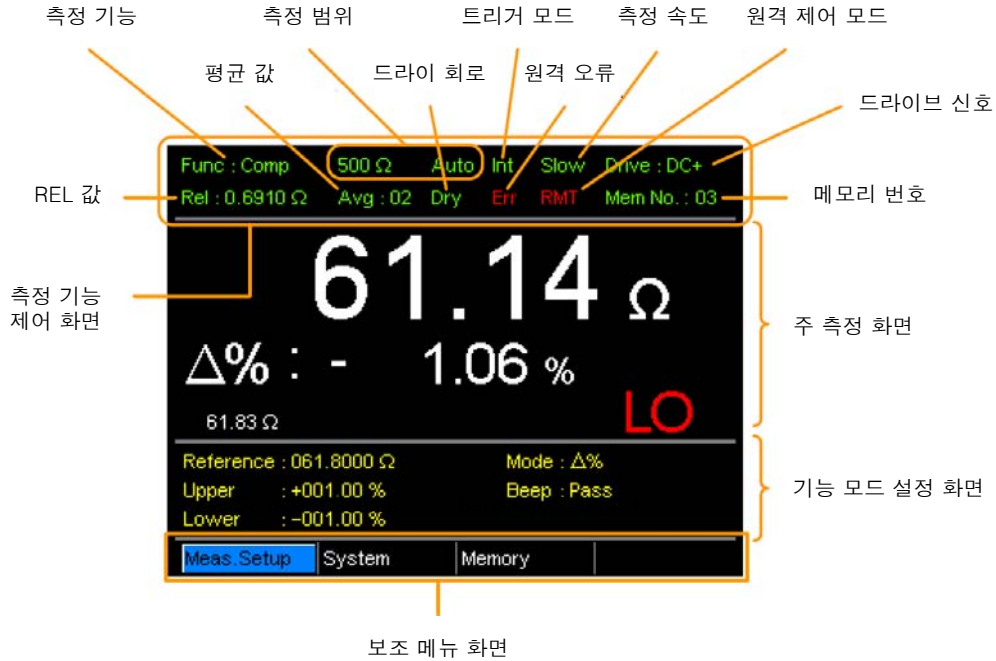 측정 기능
측정 범위
트리거 모드
측정 속도
원격 제어 모드
평균 값
드라이 회로
원격 오류
드라이브 신호
Func : Comp 500 Ω Auto Int Slow Drive : DC+
REL 값
Rel : 0.6910 Ω Avg : 02 Dry Err RMT Mem No. : 03
메모리 번호
61.14 Ω
측정 기능
제어 화면
주 측정 화면
Δ% : - 1.06 %
61.83 Ω
LO
Reference : 061.8000 Ω Mode : Δ%
Upper : +001.00 % Beep : Pass
Lower : -001.00 %
기능 모드 설정 화면
Meas.Setup System Memory
보조 메뉴 화면